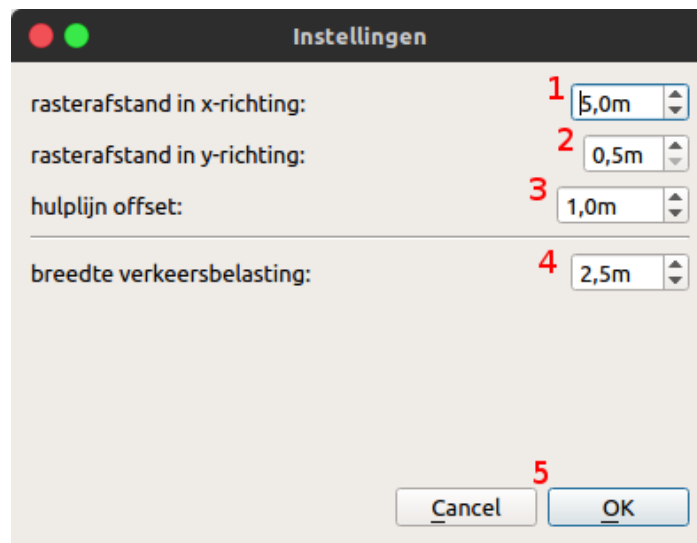 Instellingen
rasterafstand in x-richting: 1 5,0m
rasterafstand in y-richting: 2 0,5m
hulplijn offset: 3 1,0m
breedte verkeersbelasting: 4 2,5m
5
Cancel OK